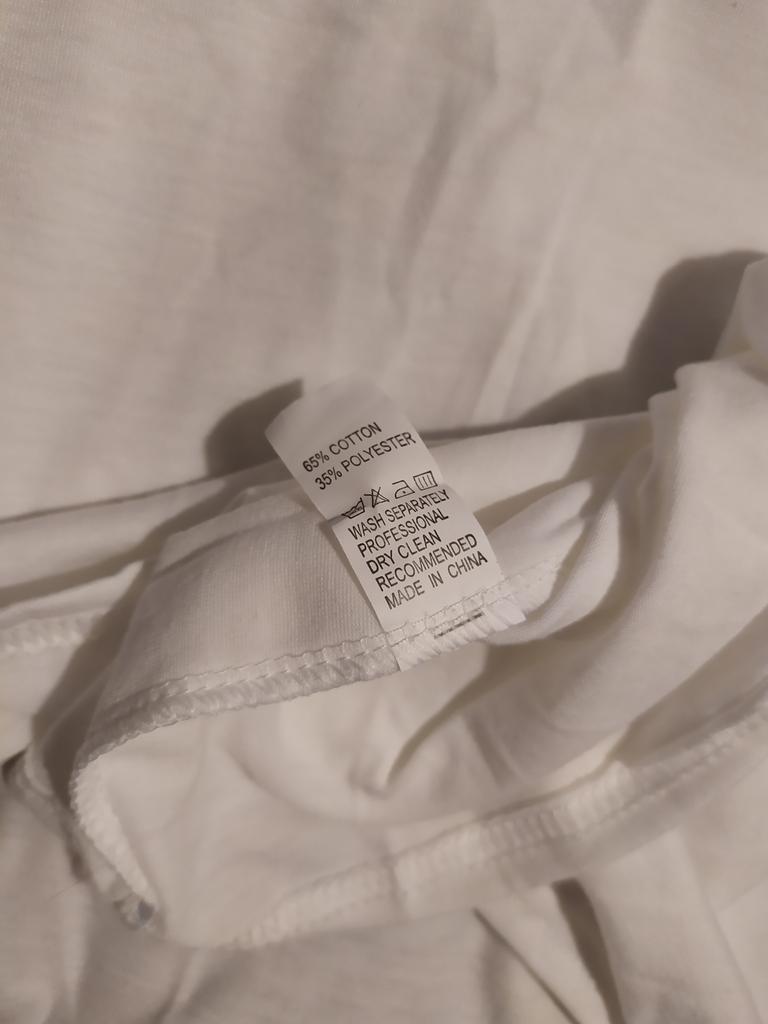 65% COTTON
35% POLYESTER
WASH SEPARATELY
PROFESSIONAL
DRY CLEAN
RECOMMENDED
MADE IN CHINA